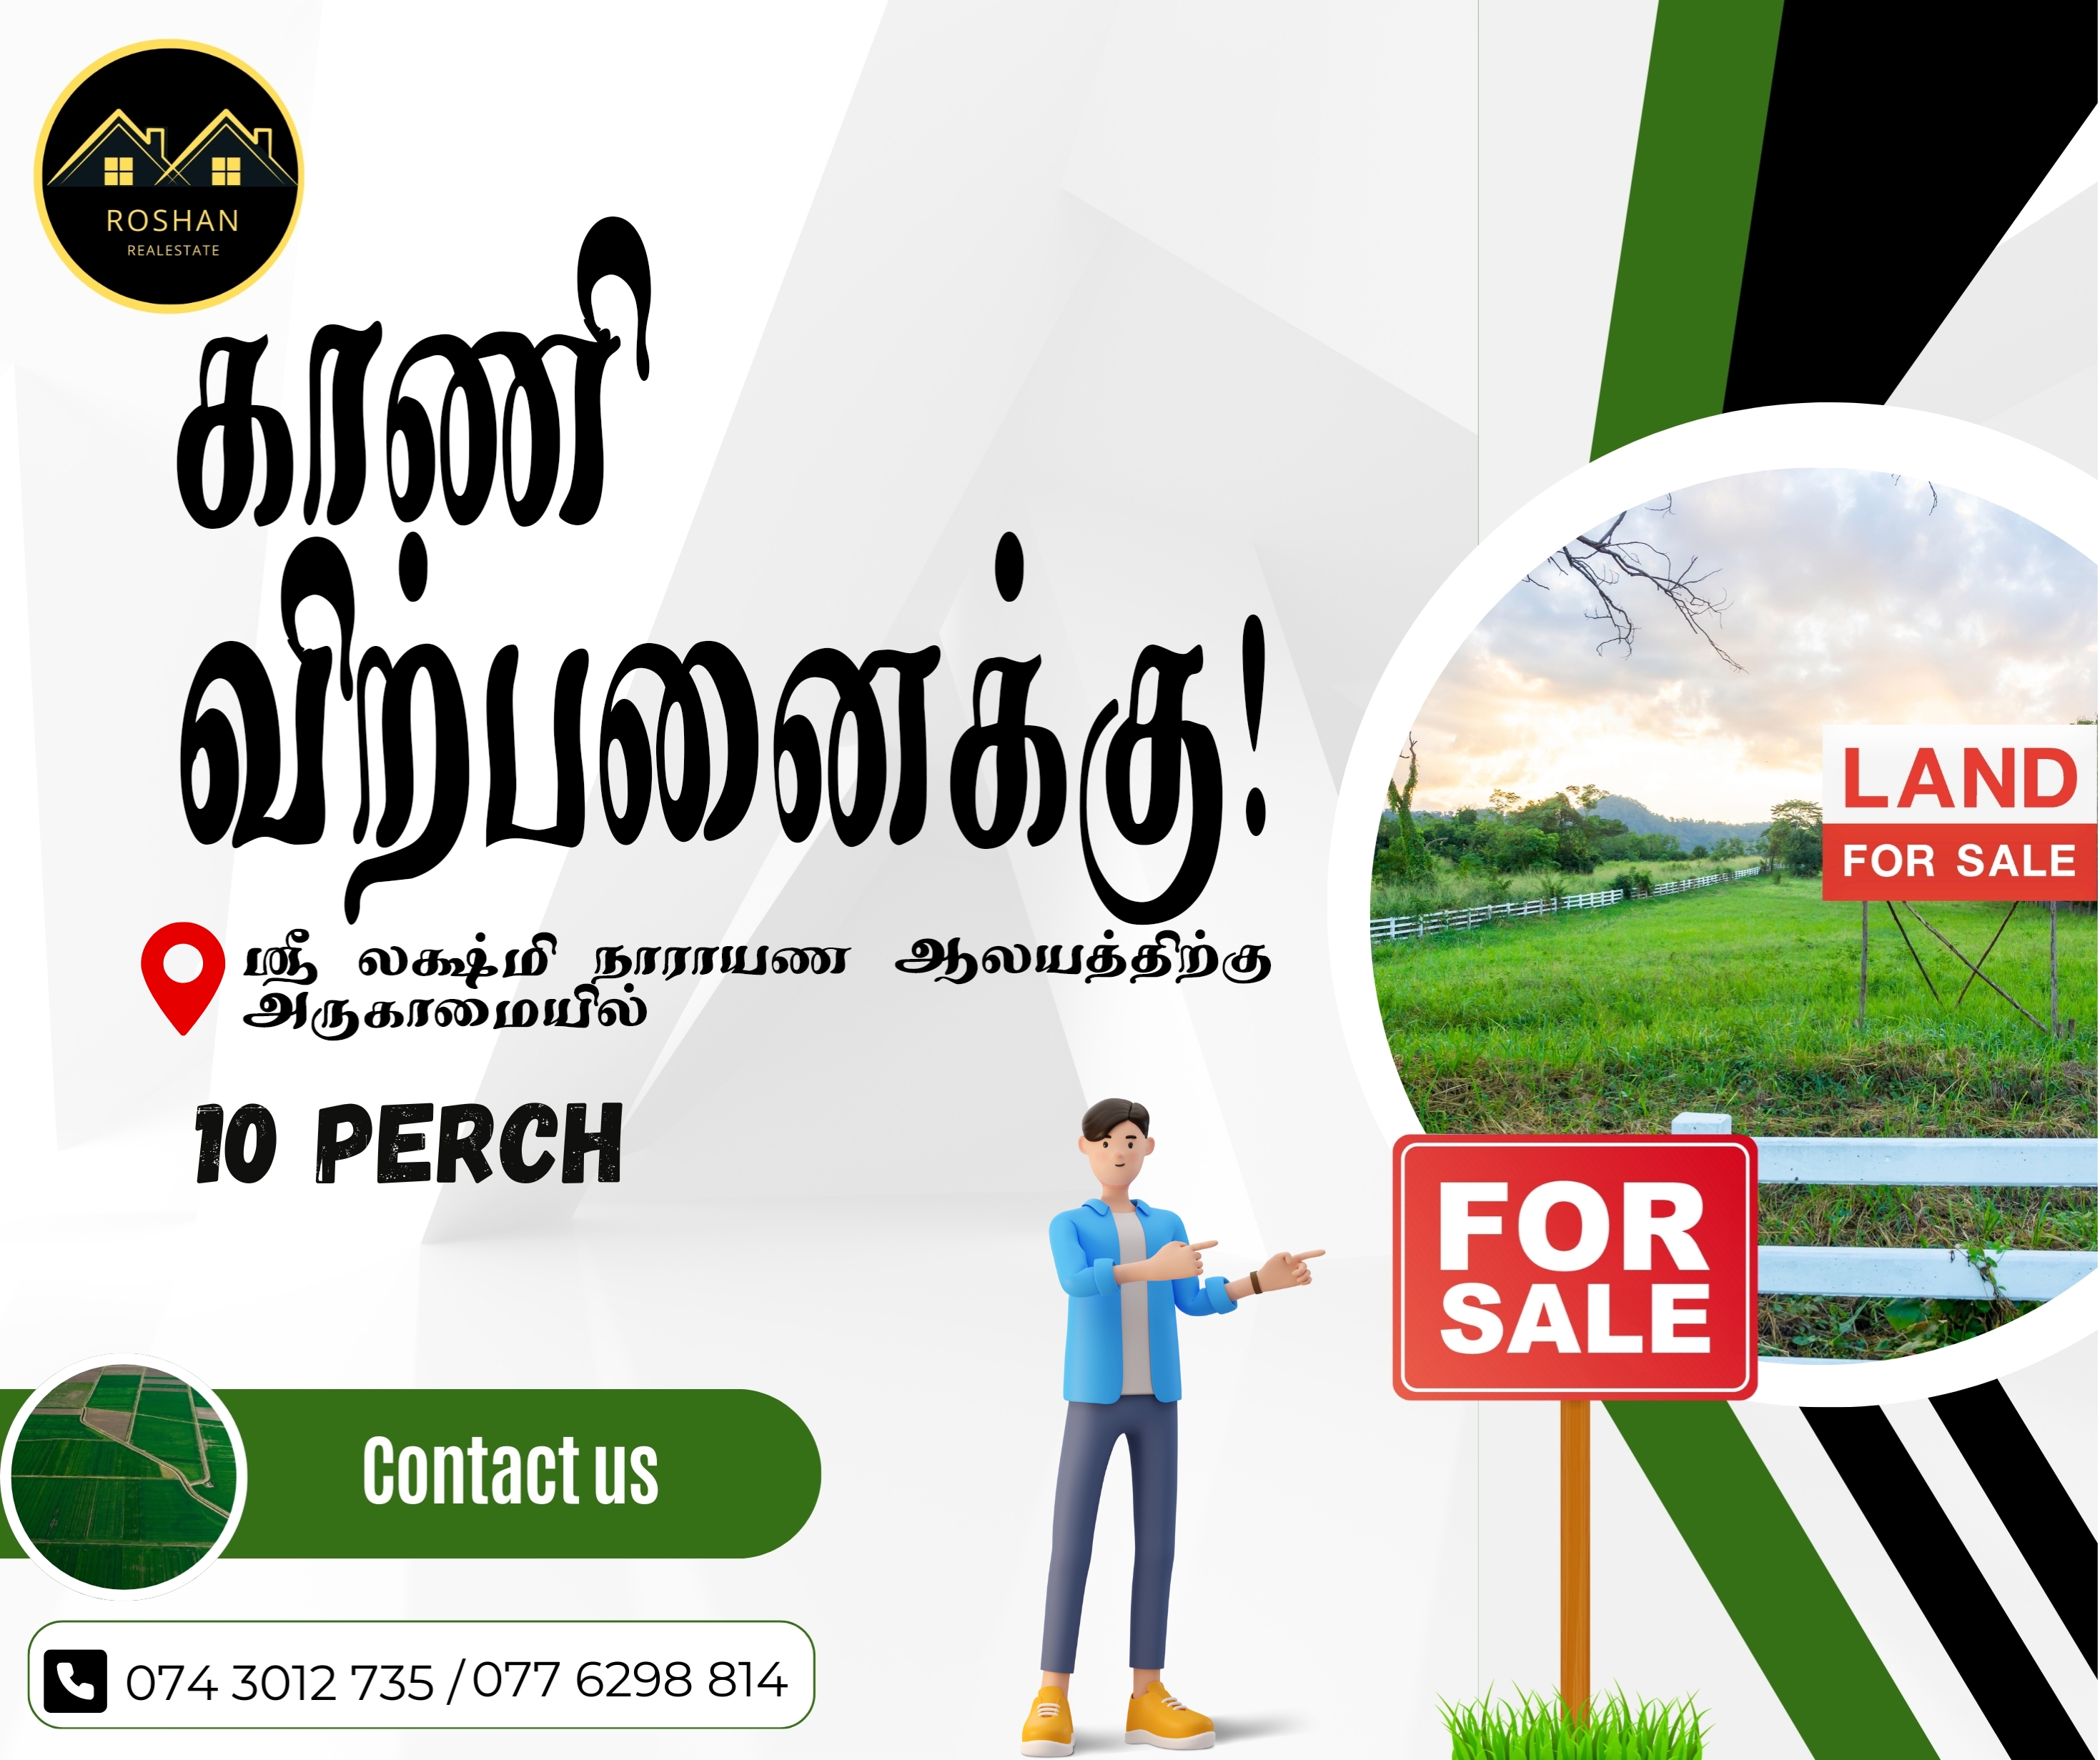 ROSHAN
REALESTATE
காணி
விற்பனைக்கு!
ஸ்ரீ லக்ஷ்மி நாராயண ஆலயத்திற்கு
அருகாமையில்
10 PERCH
LAND
FOR SALE
FOR
SALE
Contact us
074 3012 735 / 077 6298 814